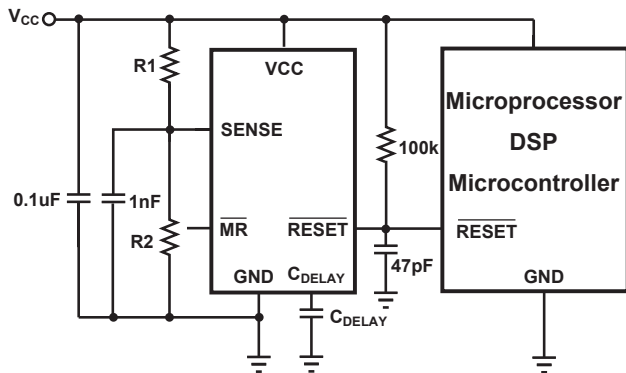 VCC
R1
VCC
SENSE
Microprocessor
DSP
Microcontroller
100k
0.1uF
1nF
R2
MR
RESET
RESET
47pF
GND
CDELAY
GND
CDELAY